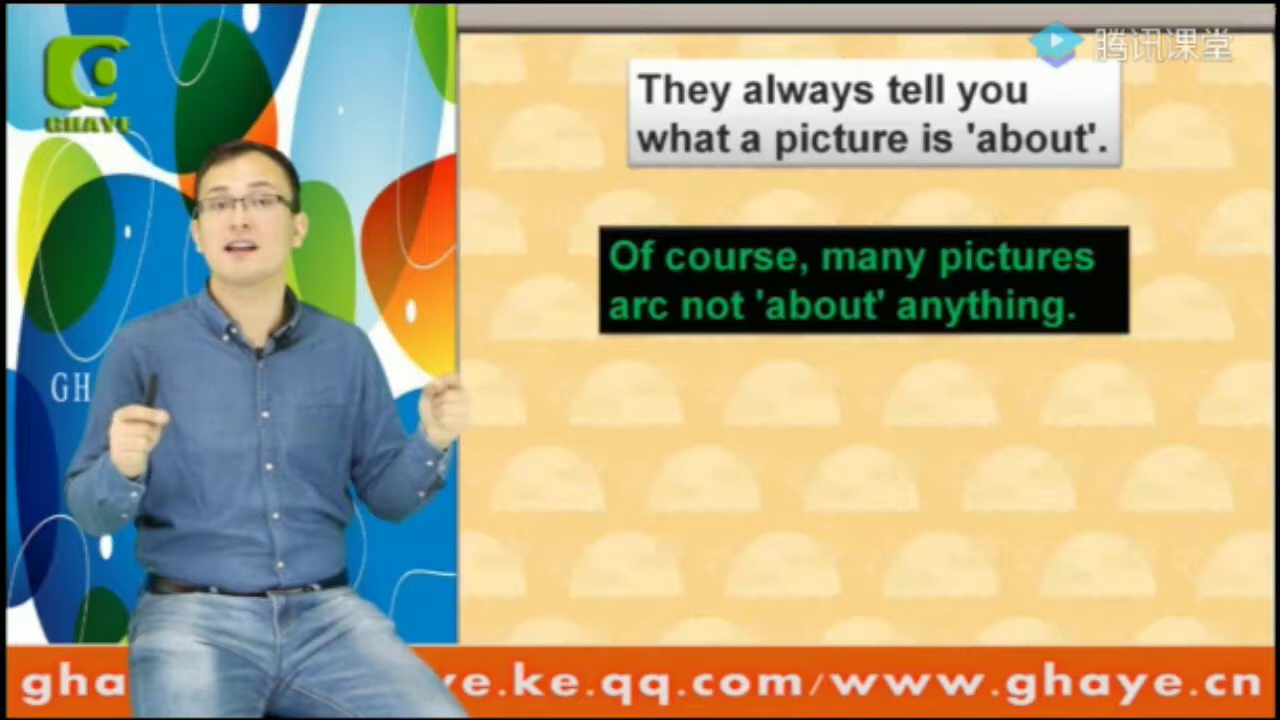 GHAYE
腾讯课堂
They always tell you
what a picture is 'about'.
Of course, many pictures
arc not 'about' anything.
GH
gha ye.ke.qq.com/www.ghaye.cn